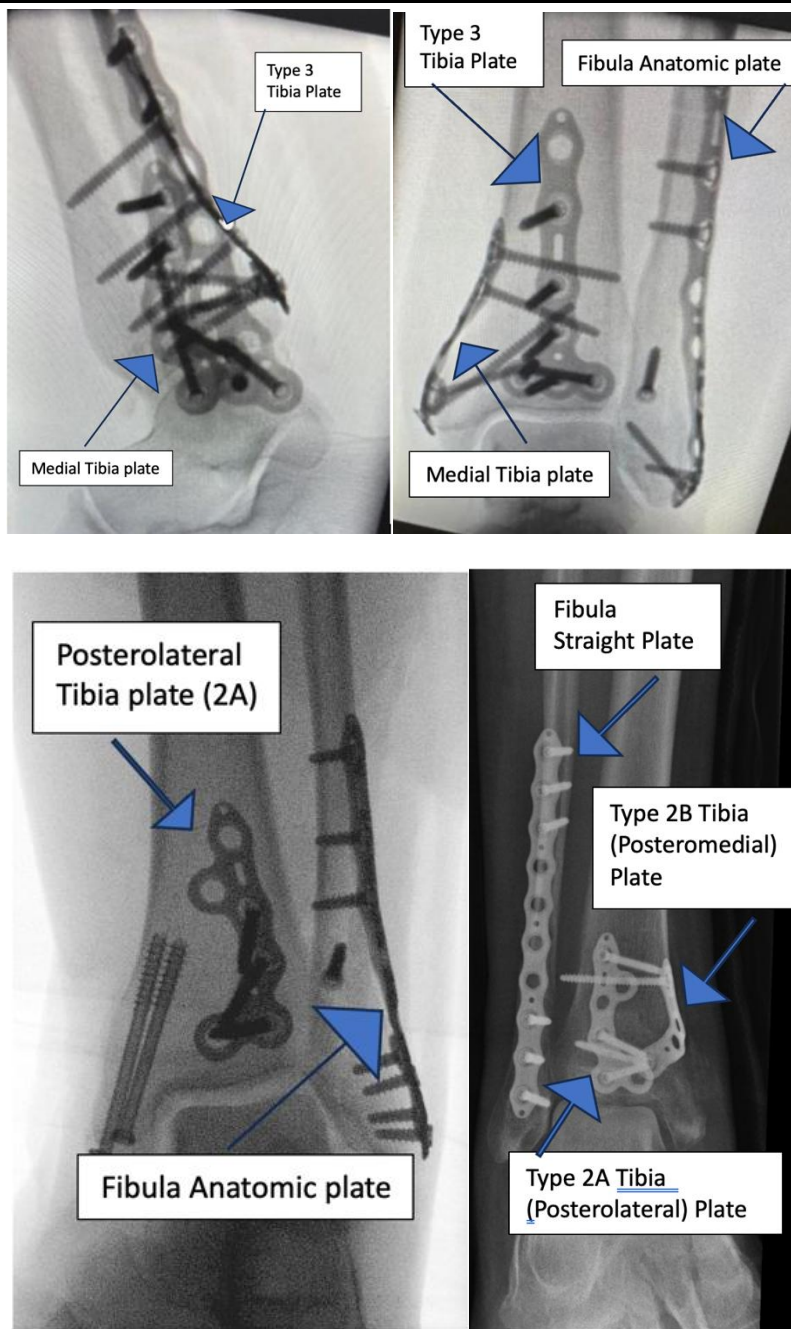 Type 3
Tibia Plate
Medial Tibia plate
Type 3
Tibia Plate
Fibula Anatomic plate
Medial Tibia plate
Posterolateral
Tibia plate (2A)
Fibula Anatomic plate
Fibula
Straight Plate
Type 2B Tibia
(Posteromedial)
Plate
Type 2A Tibia
(Posterolateral) Plate